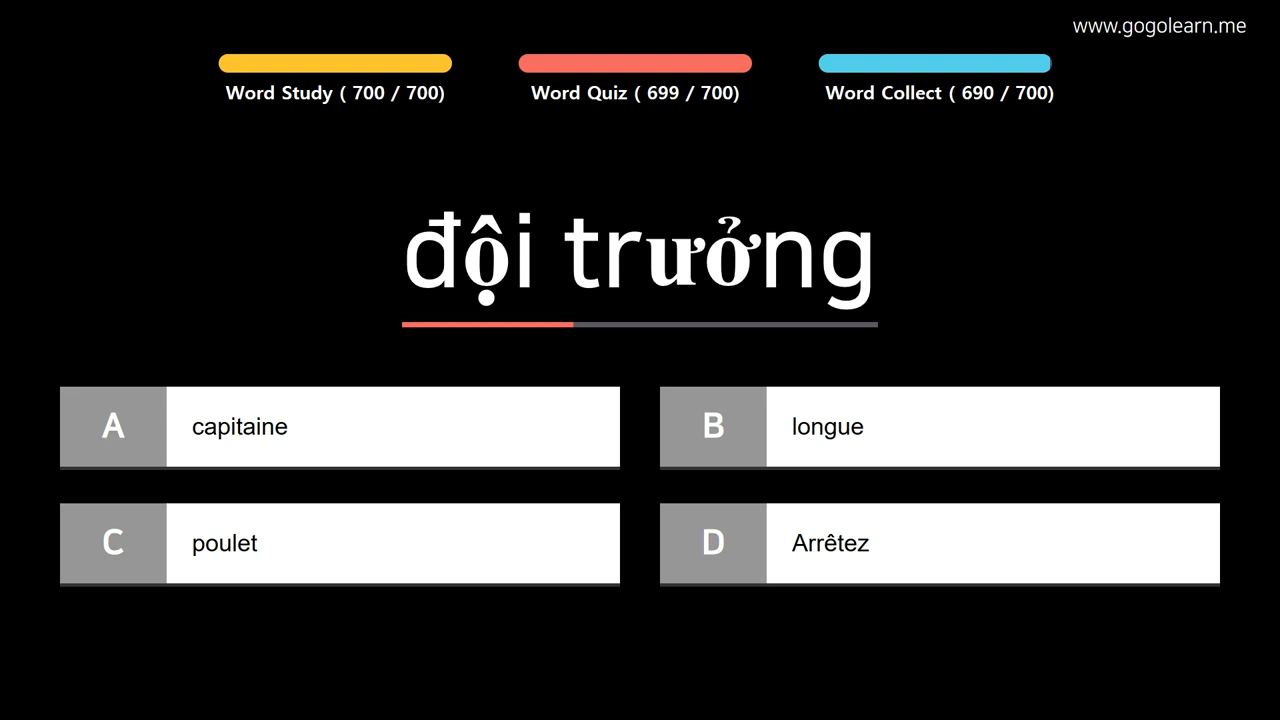 www.gogolearn.me
Word Study ( 700 / 700)
Word Quiz ( 699 / 700)
Word Collect ( 690 / 700)
đội trưởng
A capitaine
B longue
C poulet
D Arrêtez